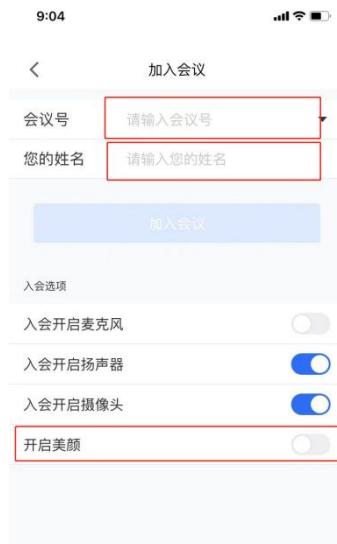 9:04
加入会议
会议号 请输入会议号
您的姓名 请输入您的姓名
加入会议
入会选项
入会开启麦克风
入会开启扬声器
入会开启摄像头
开启美颜